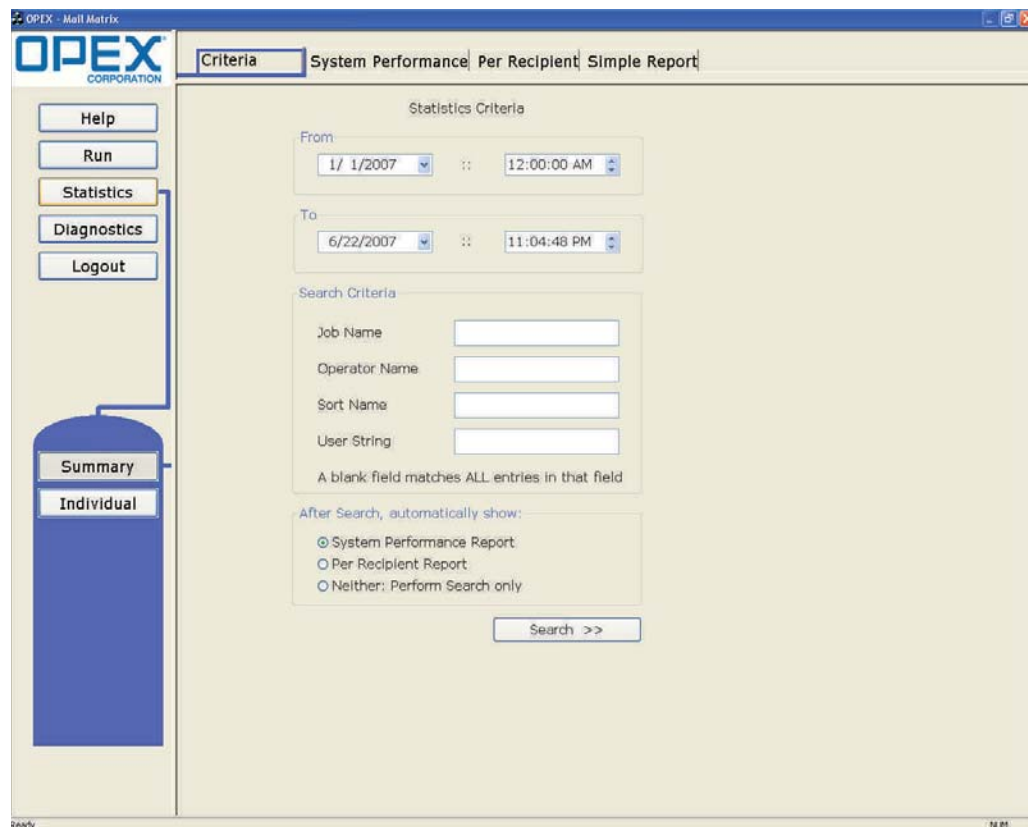 OPEX - Mail Matrix
OPEX
CORPORATION
Criteria System Performance Per Recipient Simple Report
Help
Run
Statistics
Diagnostics
Logout
Summary
Individual
Statistics Criteria
From
1/ 1/2007 :: 12:00:00 AM
To
6/22/2007 :: 11:04:48 PM
Search Criteria
Job Name
Operator Name
Sort Name
User String
A blank field matches ALL entries in that field
After Search, automatically show:
System Performance Report
Per Recipient Report
Neither: Perform Search only
Search >>
Ready NUM